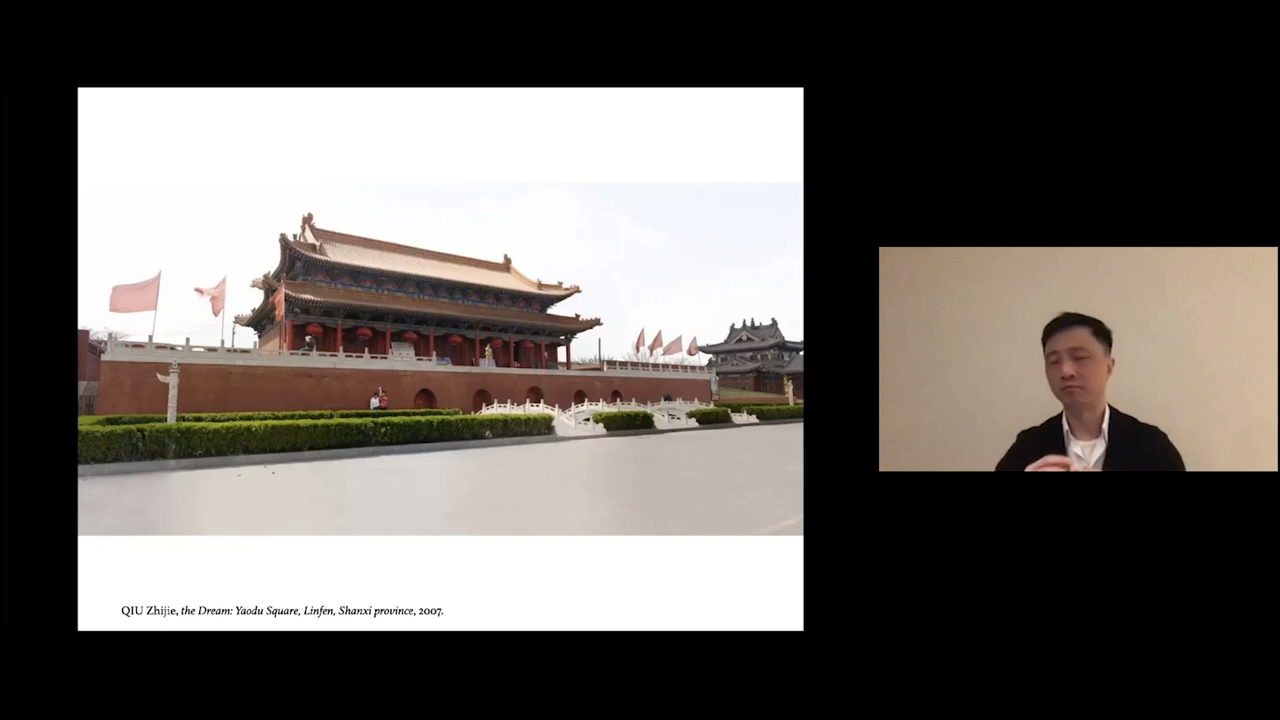 QIU Zhijie, the Dream: Yaodu Square, Linfen, Shanxi province, 2007.